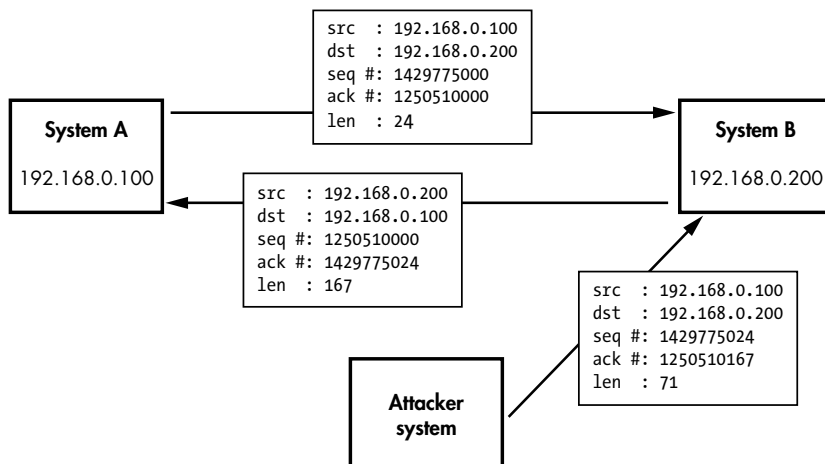 src  : 192.168.0.100
dst  : 192.168.0.200
seq #: 1429775000
ack #: 1250510000
len  : 24
System A
192.168.0.100
System B
192.168.0.200
src  : 192.168.0.200
dst  : 192.168.0.100
seq #: 1250510000
ack #: 1429775024
len  : 167
src  : 192.168.0.100
dst  : 192.168.0.200
seq #: 1429775024
ack #: 1250510167
len  : 71
Attacker
system